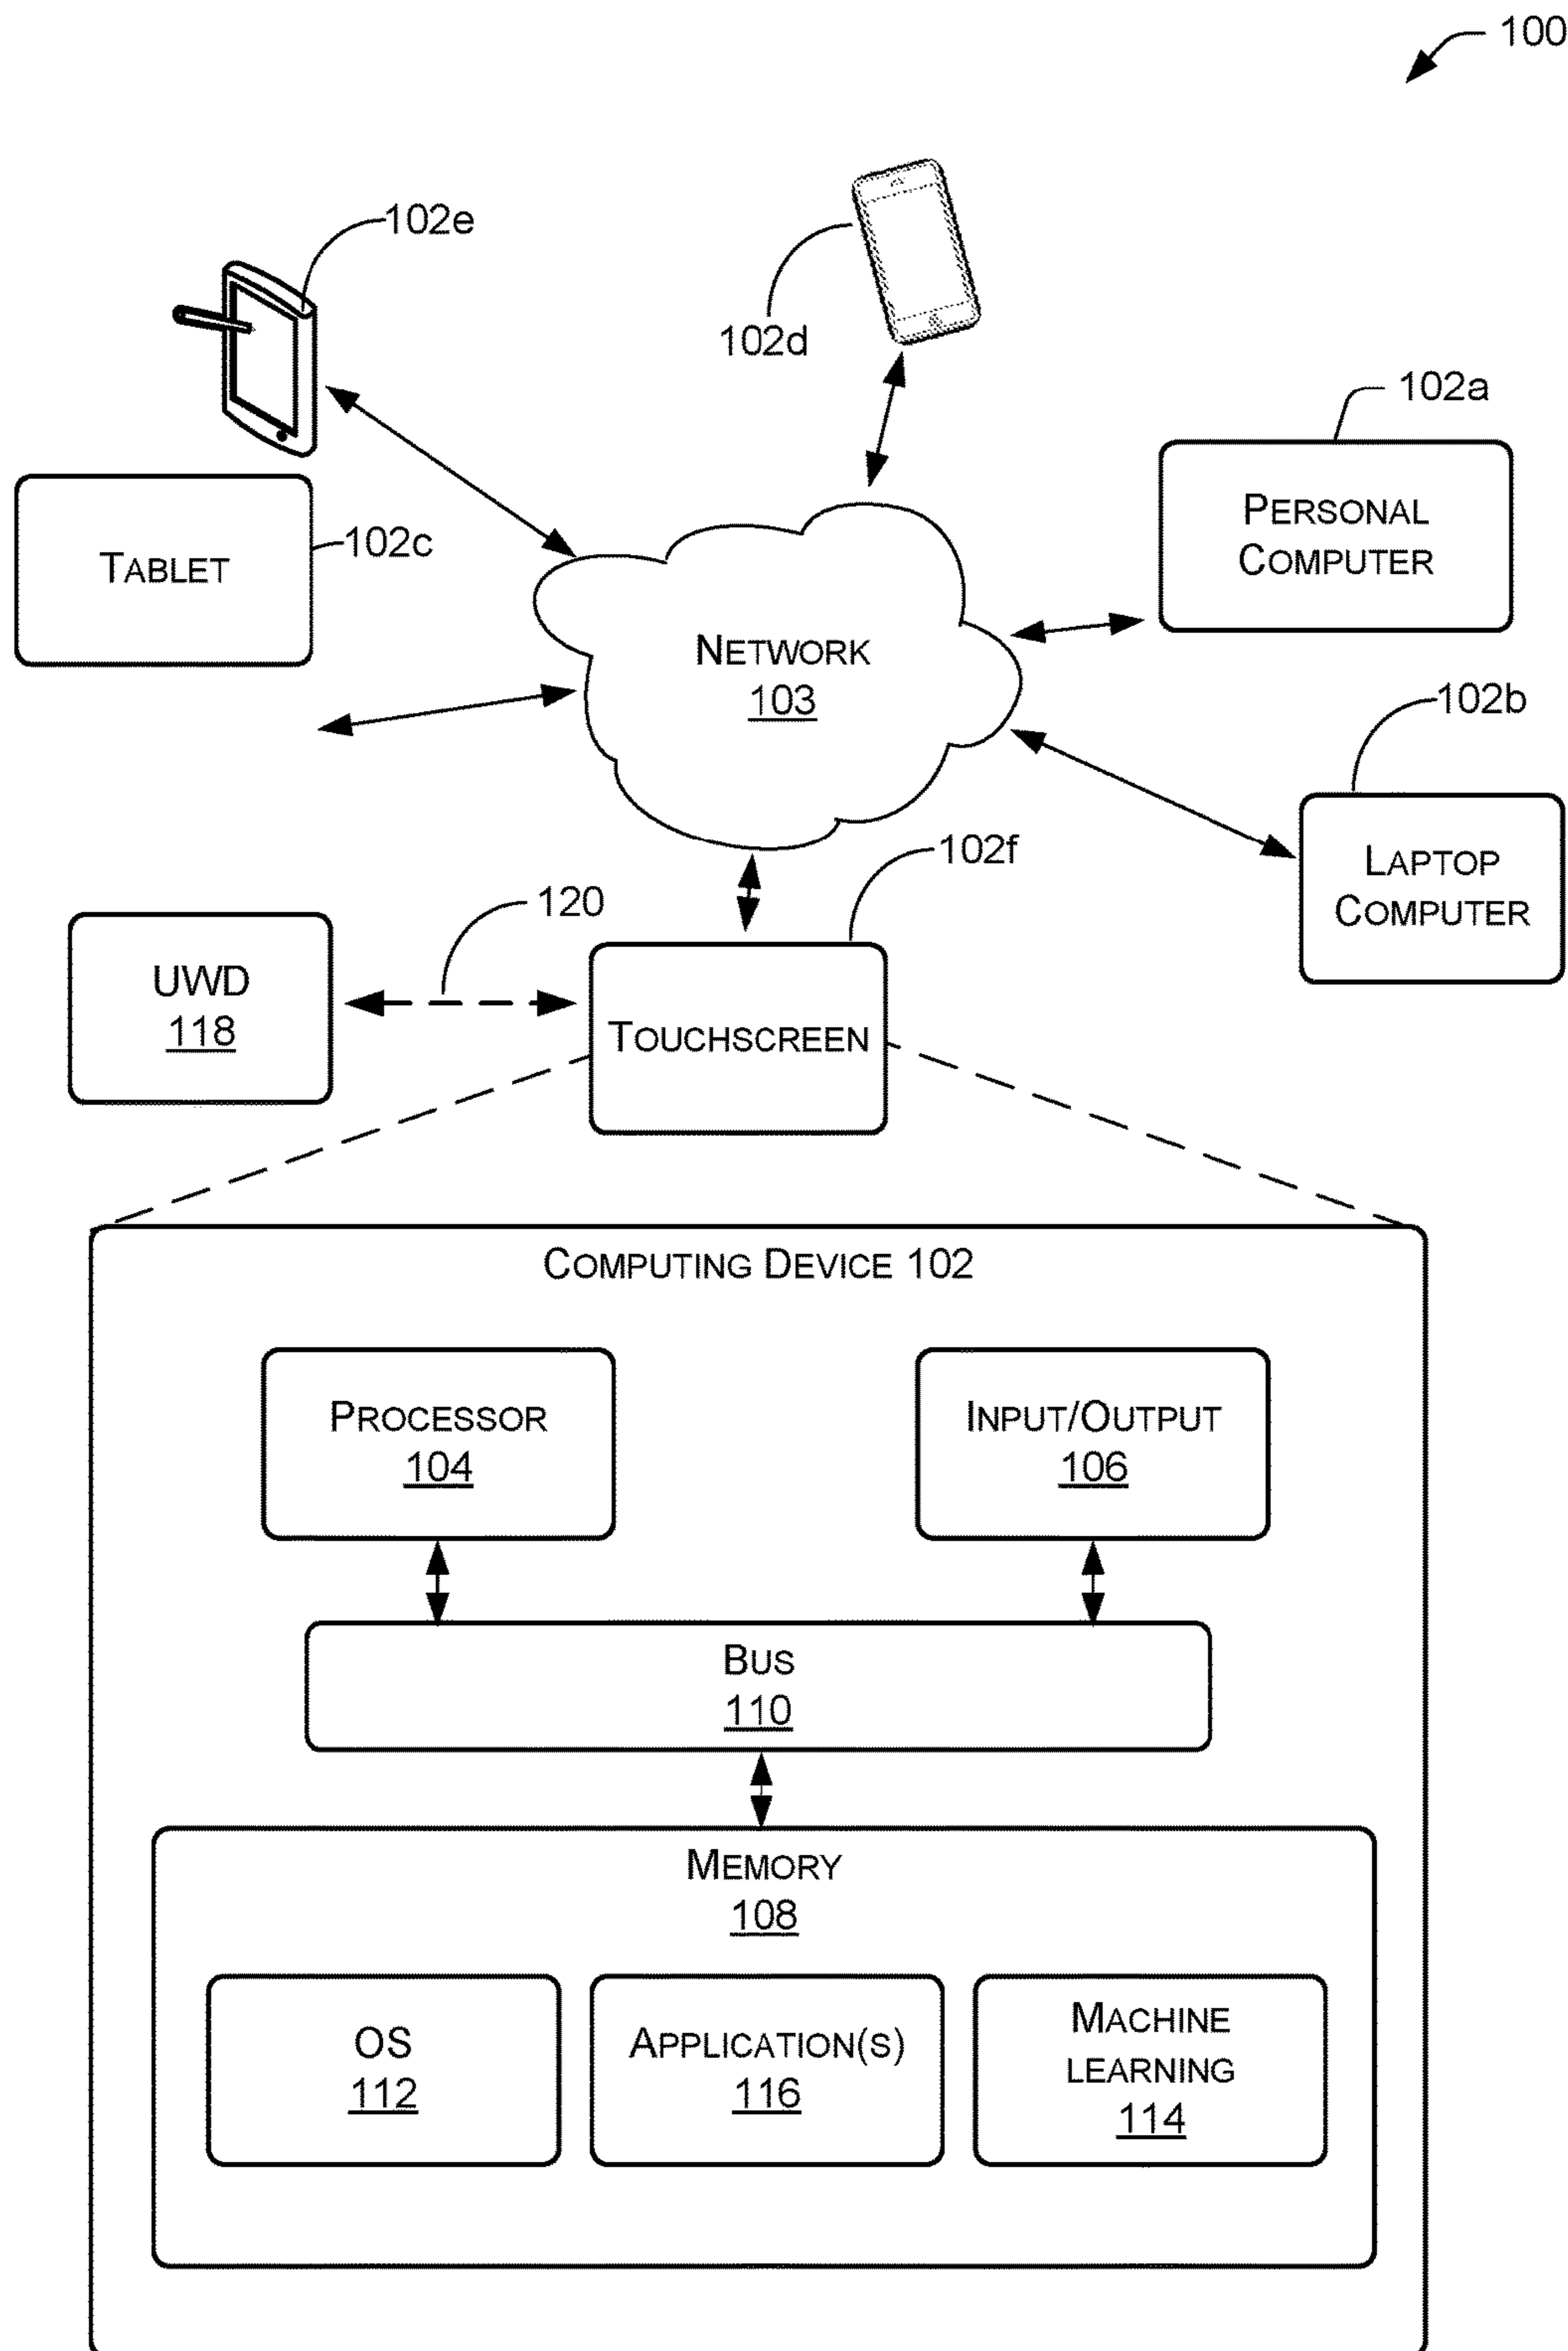 100
102e
102d
102a
PERSONAL
COMPUTER
TABLET
102c
NETWORK
103
102b
LAPTOP
COMPUTER
102f
120
UWD
118
TOUCHSCREEN
COMPUTING DEVICE 102
PROCESSOR
104
INPUT/OUTPUT
106
BUS
110
MEMORY
108
OS
112
APPLICATION(S)
116
MACHINE
LEARNING
114